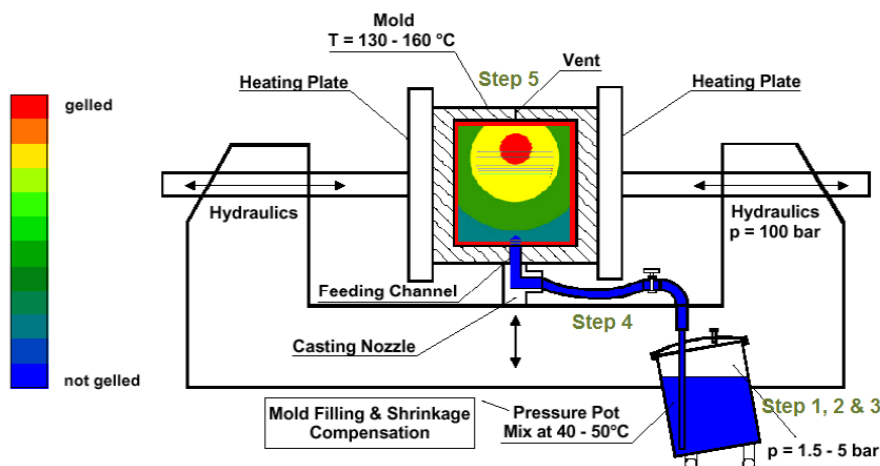 Mold
T = 130 - 160 °C
Step 5
Vent
Heating Plate
Heating Plate
gelled
Hydraulics
Hydraulics
p = 100 bar
Feeding Channel
Step 4
Casting Nozzle
not gelled
Mold Filling & Shrinkage
Compensation
Pressure Pot
Mix at 40 - 50°C
Step 1, 2 & 3
p = 1.5 - 5 bar